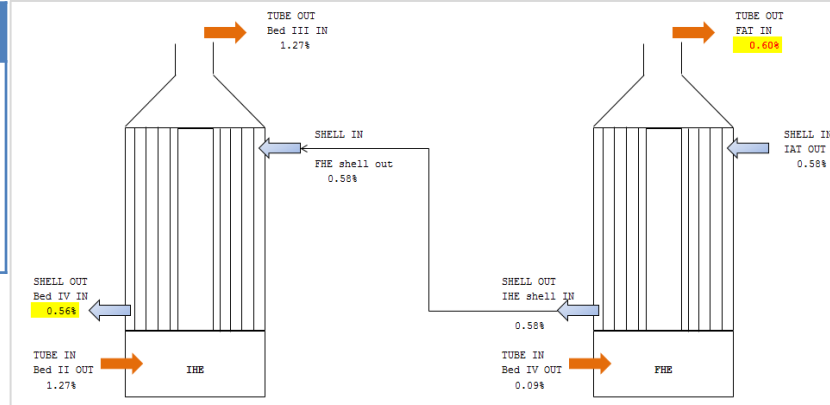 TUBE OUT
Bed III IN
1.27%
SHELL IN
FHE shell out
0.58%
SHELL OUT
Bed IV IN
0.56%
TUBE IN
Bed II OUT
1.27%
IHE
TUBE OUT
FAT IN
0.60%
SHELL IN
IAT OUT
0.58%
SHELL OUT
IHE shell IN
0.58%
TUBE IN
Bed IV OUT
0.09%
FHE